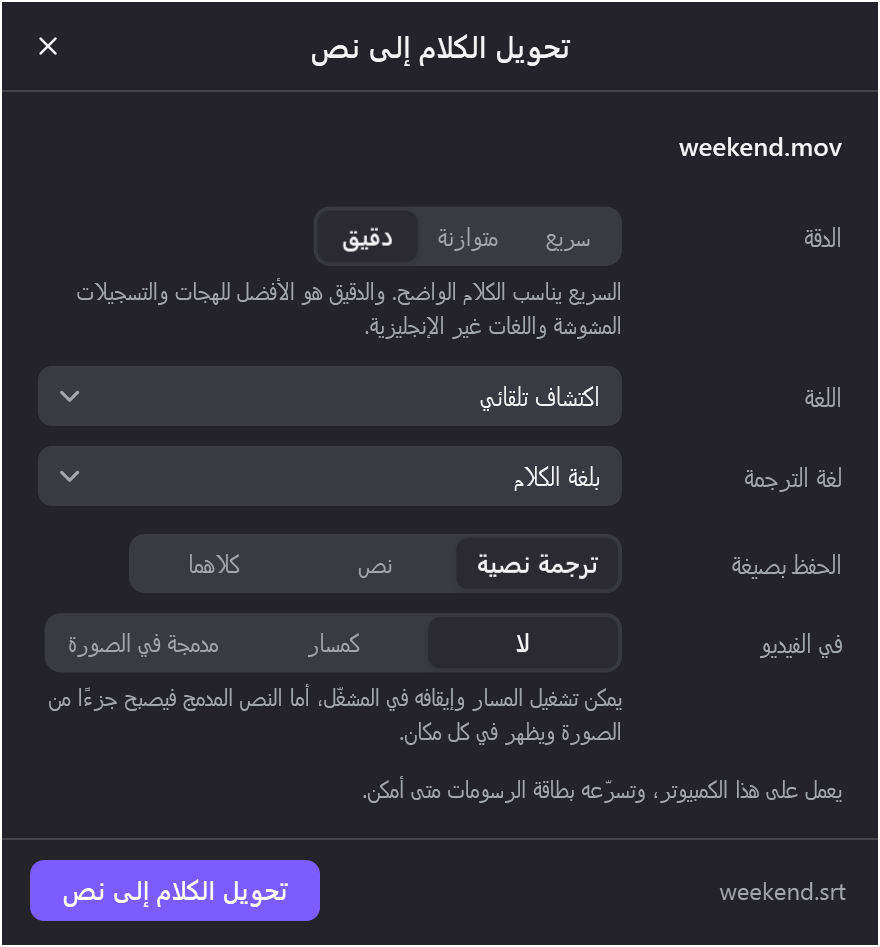 تحويل الكلام إلى نص
weekend.mov
الدقة
سريع
متوازنة
دقيق
السريع يناسب الكلام الواضح. والدقيق هو الأفضل للهجات والتسجيلات
المشوشة واللغات غير الإنجليزية.
اللغة
اكتشاف تلقائي
لغة الترجمة
بلغة الكلام
الحفظ بصيغة
ترجمة نصية
نص
كلاهما
في الفيديو
لا
كمسار
مدمجة في الصورة
يمكن تشغيل المسار وإيقافه في المشغّل، أما النص المدمج فيصبح جزءًا من
الصورة ويظهر في كل مكان.
يعمل على هذا الكمبيوتر، وتسرّعه بطاقة الرسومات متى أمكن.
weekend.srt
تحويل الكلام إلى نص